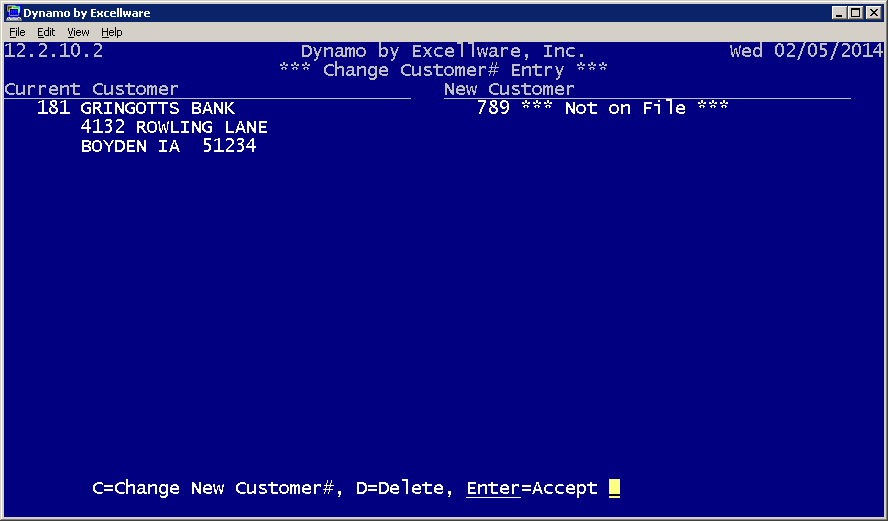 Dynamo by Excellware
File Edit View Help
12.2.10.2 Dynamo by Excellware, Inc. Wed 02/05/2014
*** Change Customer# Entry ***
Current Customer New Customer
181 GRINGOTTS BANK 789 *** Not on File ***
4132 ROWLING LANE
BOYDEN IA 51234
C=Change New Customer#, D=Delete, Enter=Accept